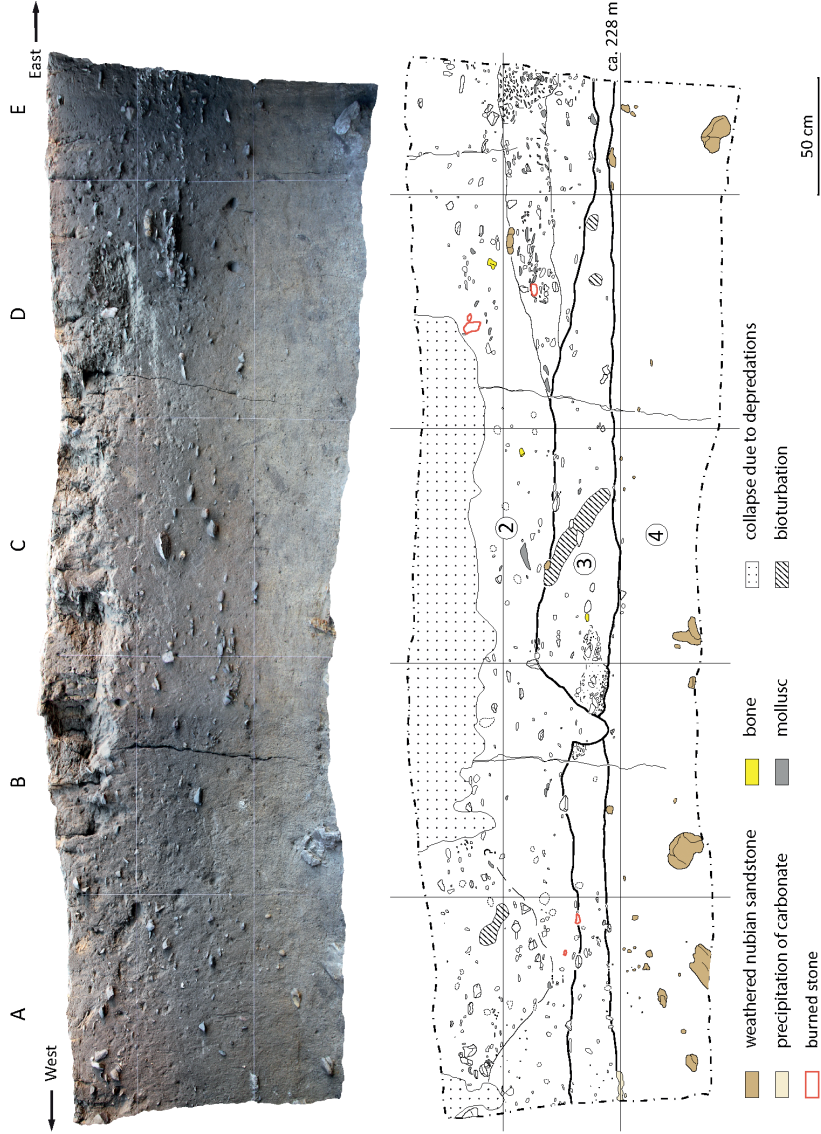 West
East
A
B
C
D
E
?
2
3
4
ca. 228 m
50 cm
weathered nubian sandstone
precipitation of carbonate
burned stone
bone
mollusc
collapse due to depredations
bioturbation